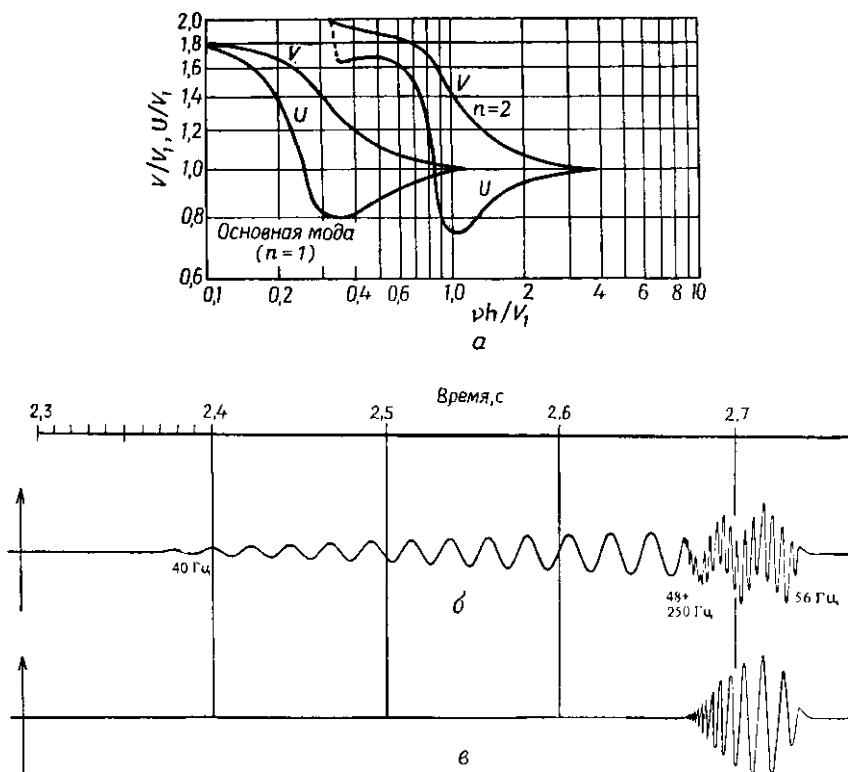 V/V₁, U/V₁
2,0
1,8
1,6
1,4
1,2
1,0
0,8
0,6
V
U
V
n=2
U
Основная мода
(n=1)
0,1 0,2 0,4 0,6 1,0 2 4 6 8 10
νh/V₁
а
Время, с
2,3 2,4 2,5 2,6 2,7
40 Гц
48+
250 Гц
56 Гц
б
в